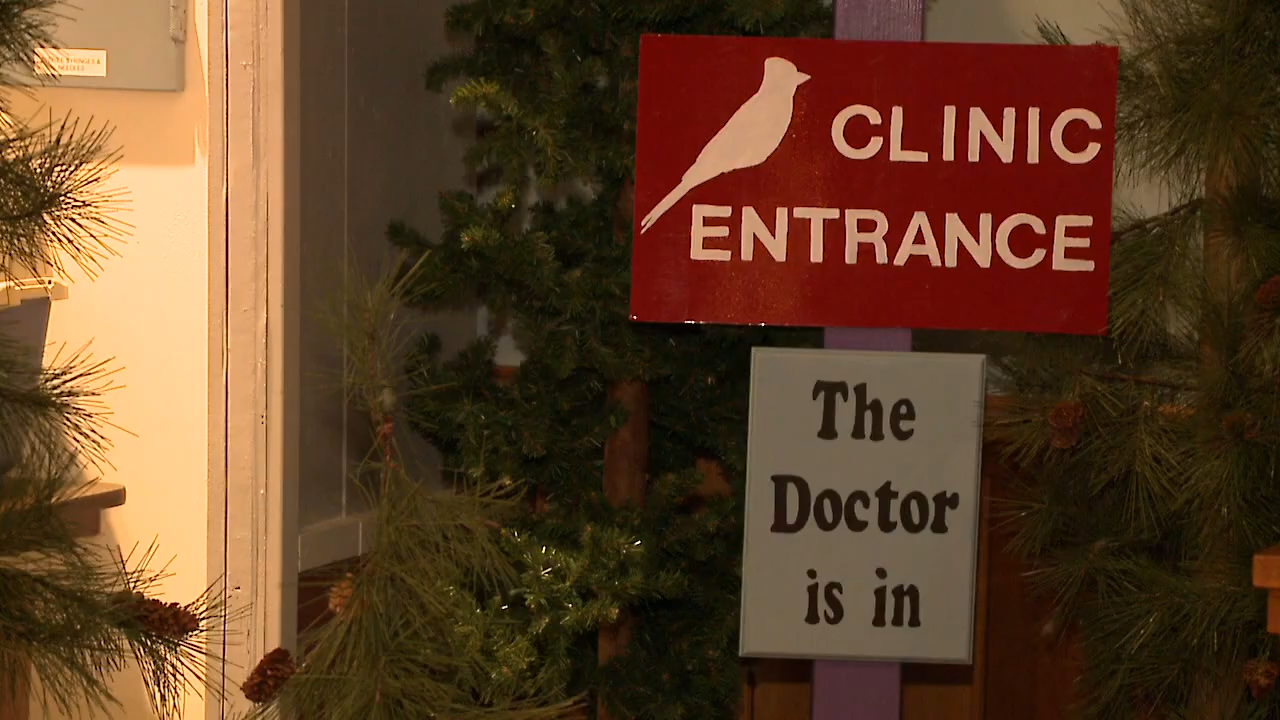 CLINIC
ENTRANCE
The
Doctor
is in